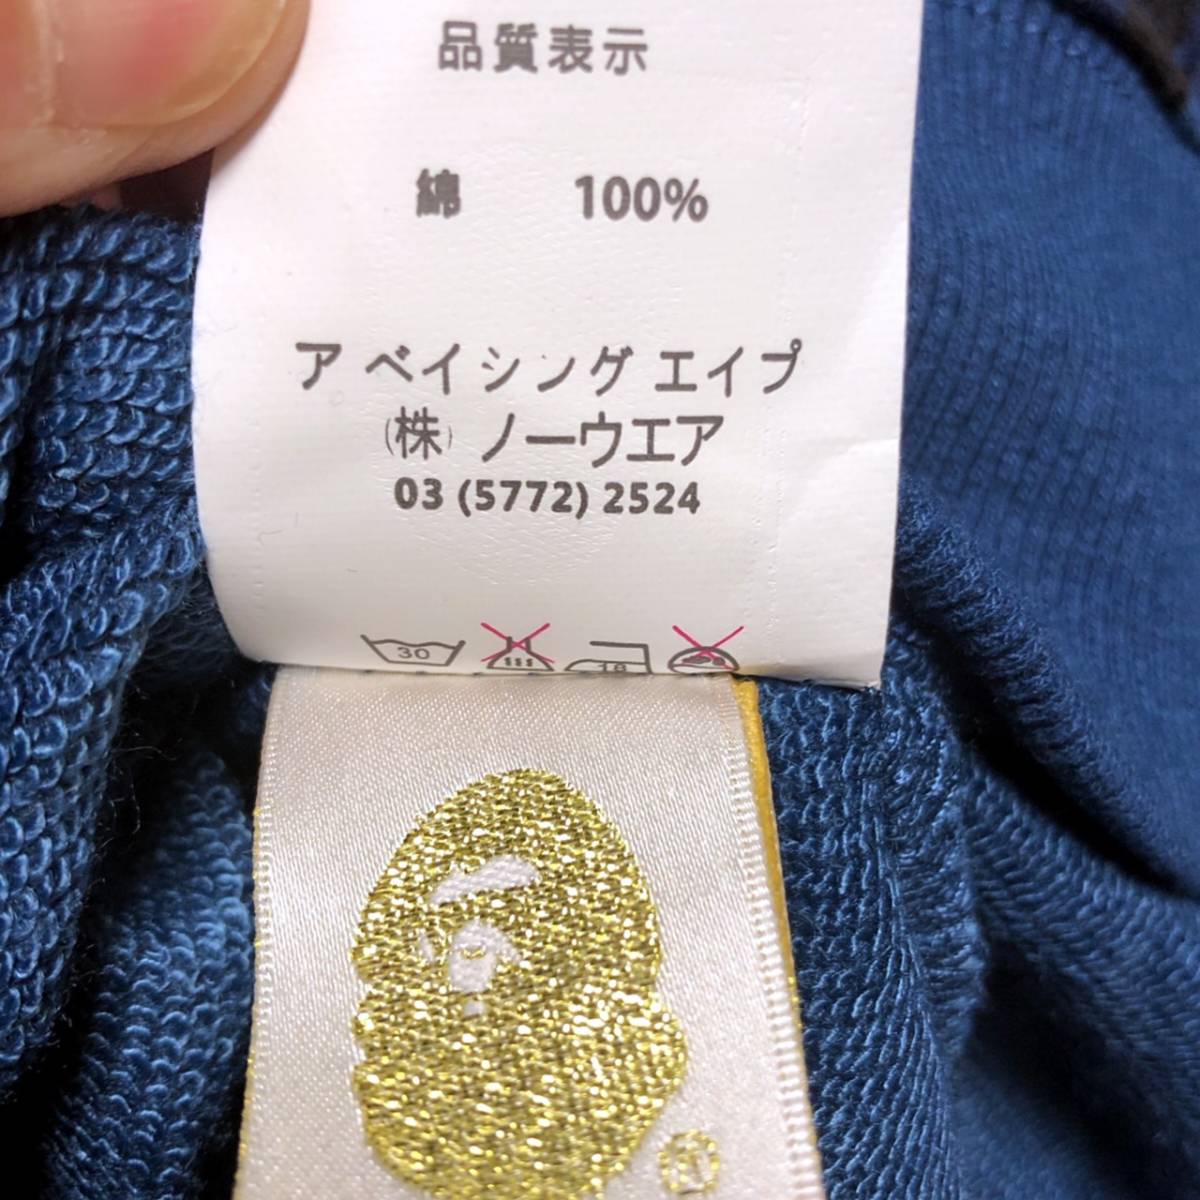 品質表示
綿 100%
ア ベイシング エイプ
(株) ノーウエア
03 (5772) 2524
30